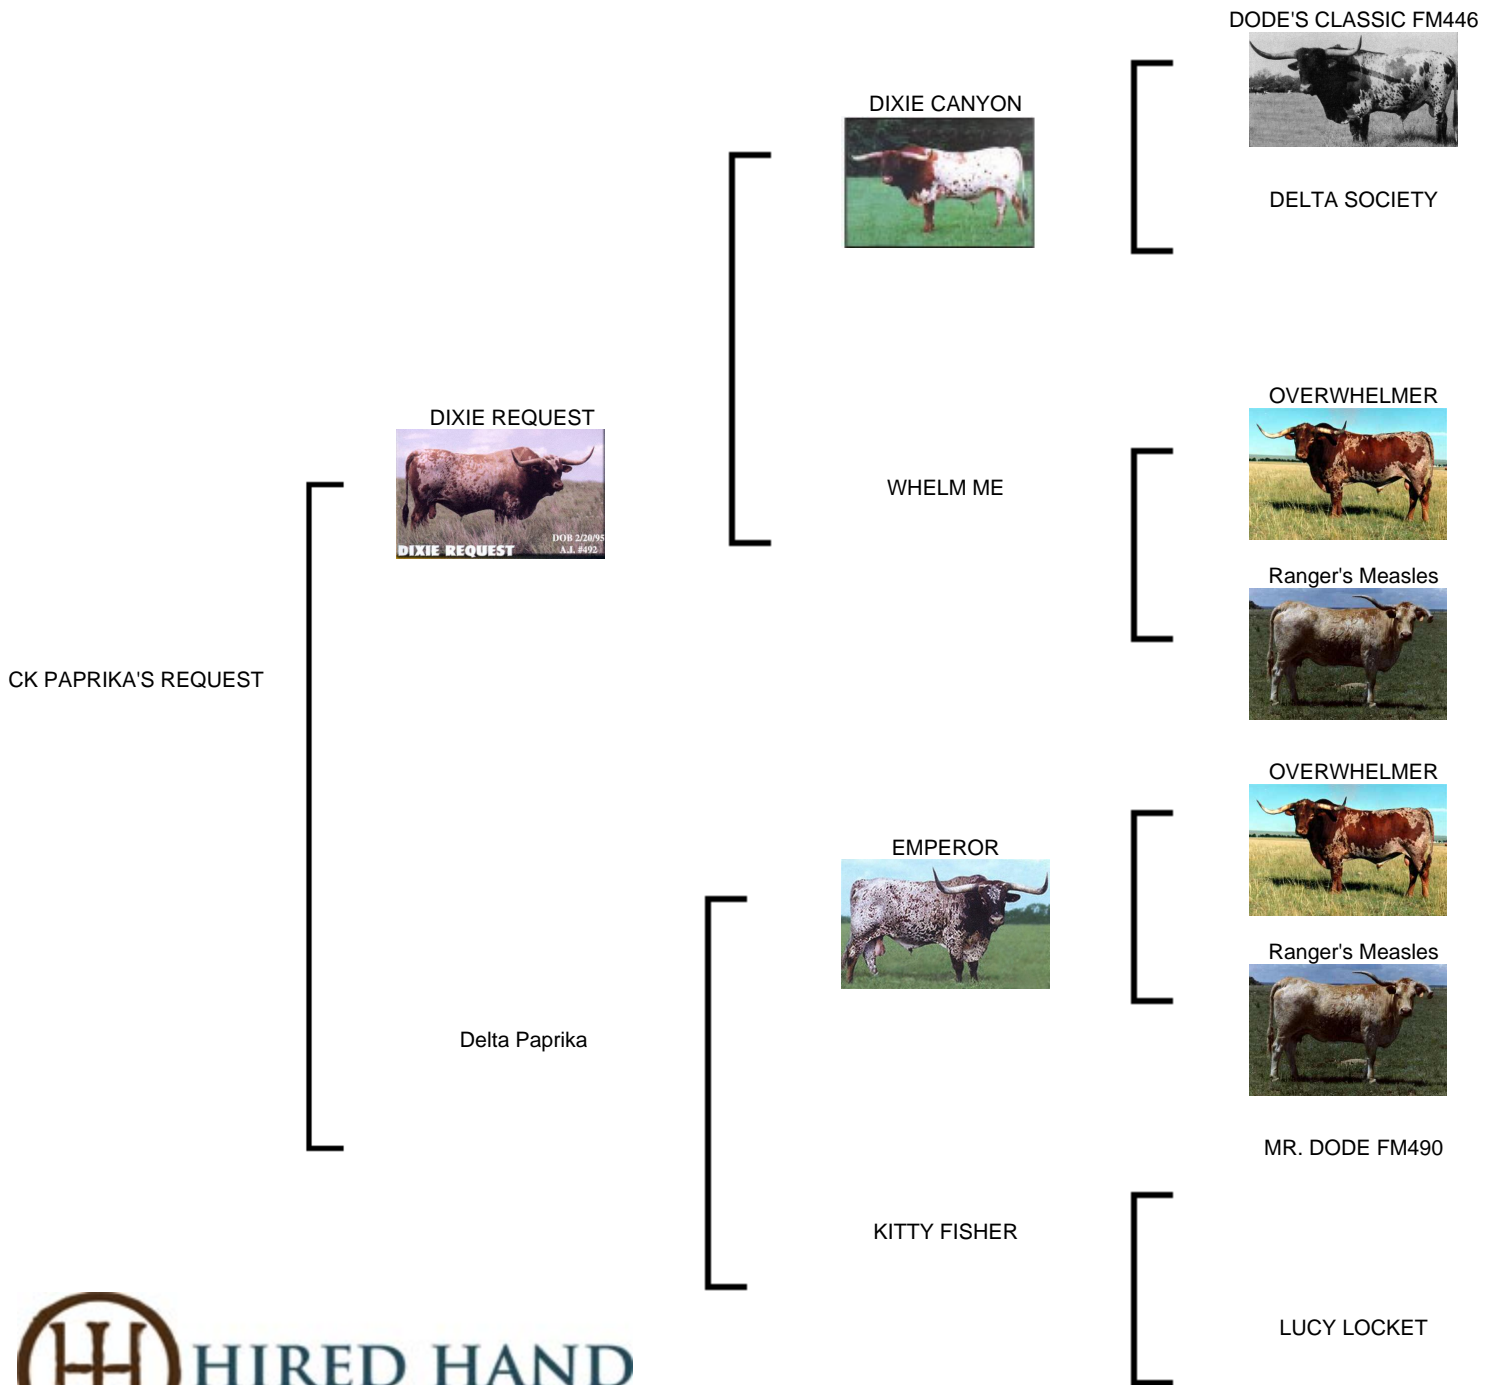 DODE'S CLASSIC FM446
DIXIE CANYON
DELTA SOCIETY
DIXIE REQUEST
DIXIE REQUEST
DOB 2/20/95
A.I. #492
OVERWHELMER
WHELM ME
Ranger's Measles
CK PAPRIKA'S REQUEST
OVERWHELMER
EMPEROR
Ranger's Measles
Delta Paprika
MR. DODE FM490
KITTY FISHER
LUCY LOCKET
HIRED HAND